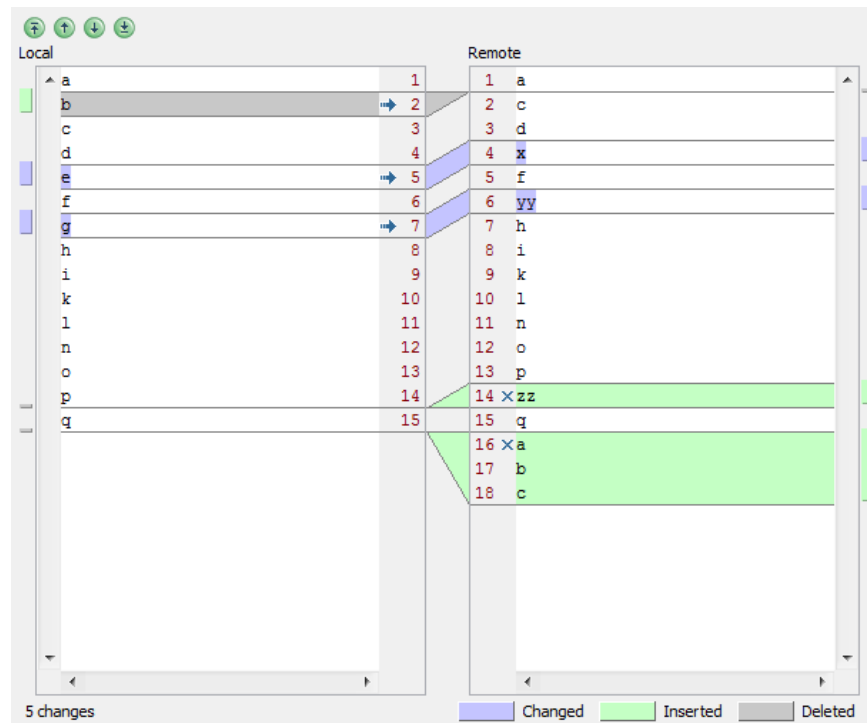 Local Remote
a 1 1 a
b 2 2 c
c 3 3 d
d 4 4 x
e 5 5 f
f 6 6 yy
g 7 7 h
h 8 8 i
i 9 9 k
k 10 10 l
l 11 11 n
n 12 12 o
o 13 13 p
p 14 14 zz
q 15 15 q
16 a
17 b
18 c
5 changes Changed Inserted Deleted